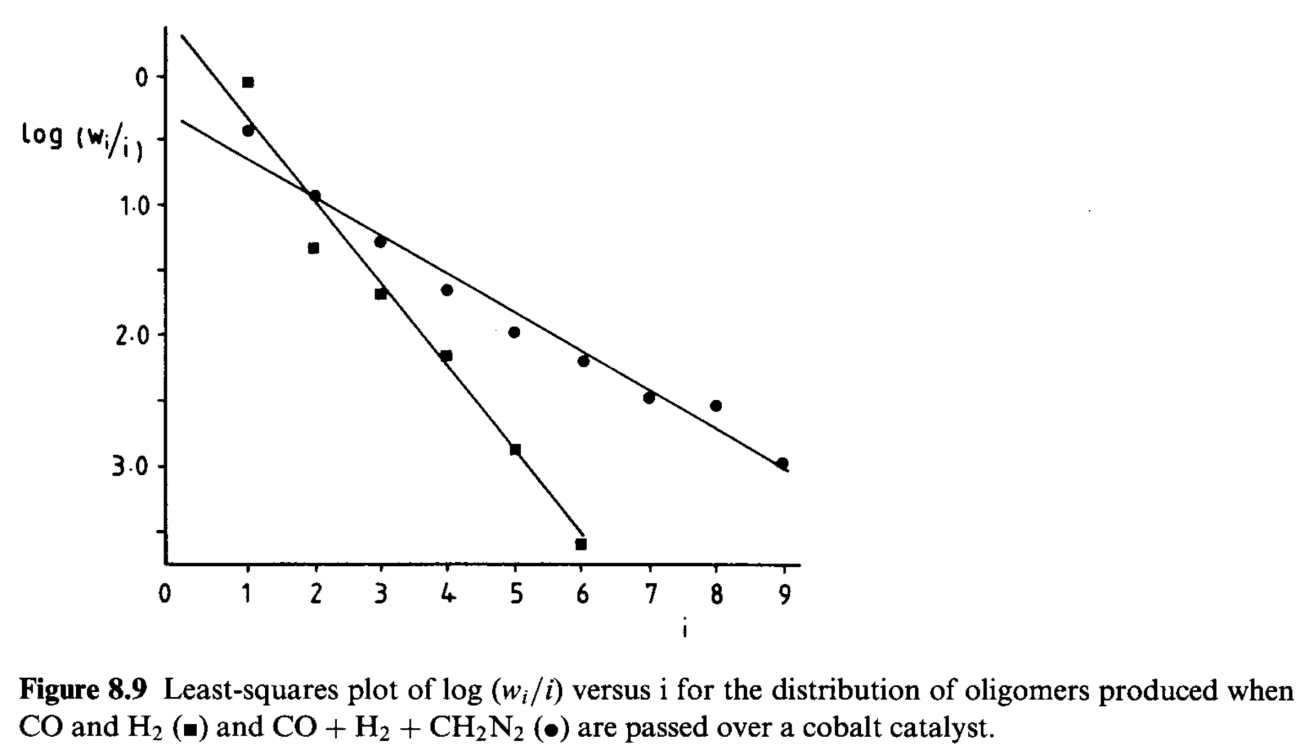 0
log (wᵢ/i)
1·0
2·0
3·0
0 1 2 3 4 5 6 7 8 9
i
Figure 8.9 Least-squares plot of log (wᵢ/i) versus i for the distribution of oligomers produced when
CO and H₂ (■) and CO + H₂ + CH₂N₂ (●) are passed over a cobalt catalyst.